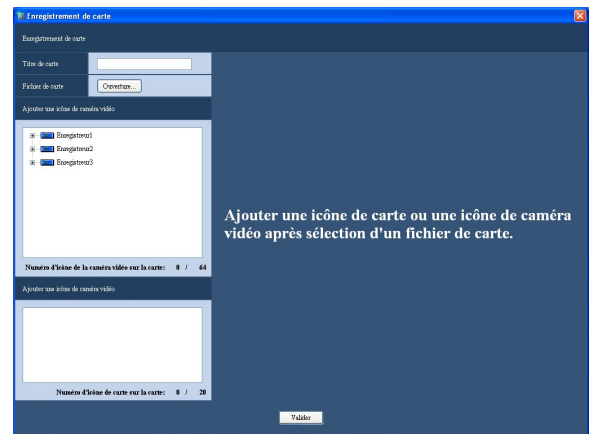 Enregistrement de carte
Enregistrement de carte
Titre de carte
Fichier de carte
Ouverture...
Ajouter une icône de caméra vidéo
Enregistreur1
Enregistreur2
Enregistreur3
Numéro d'icône de la caméra vidéo sur la carte: 0 / 64
Ajouter une icône de caméra vidéo
Numéro d'icône de carte sur la carte: 0 / 20
Ajouter une icône de carte ou une icône de caméra
vidéo après sélection d'un fichier de carte.
Valider